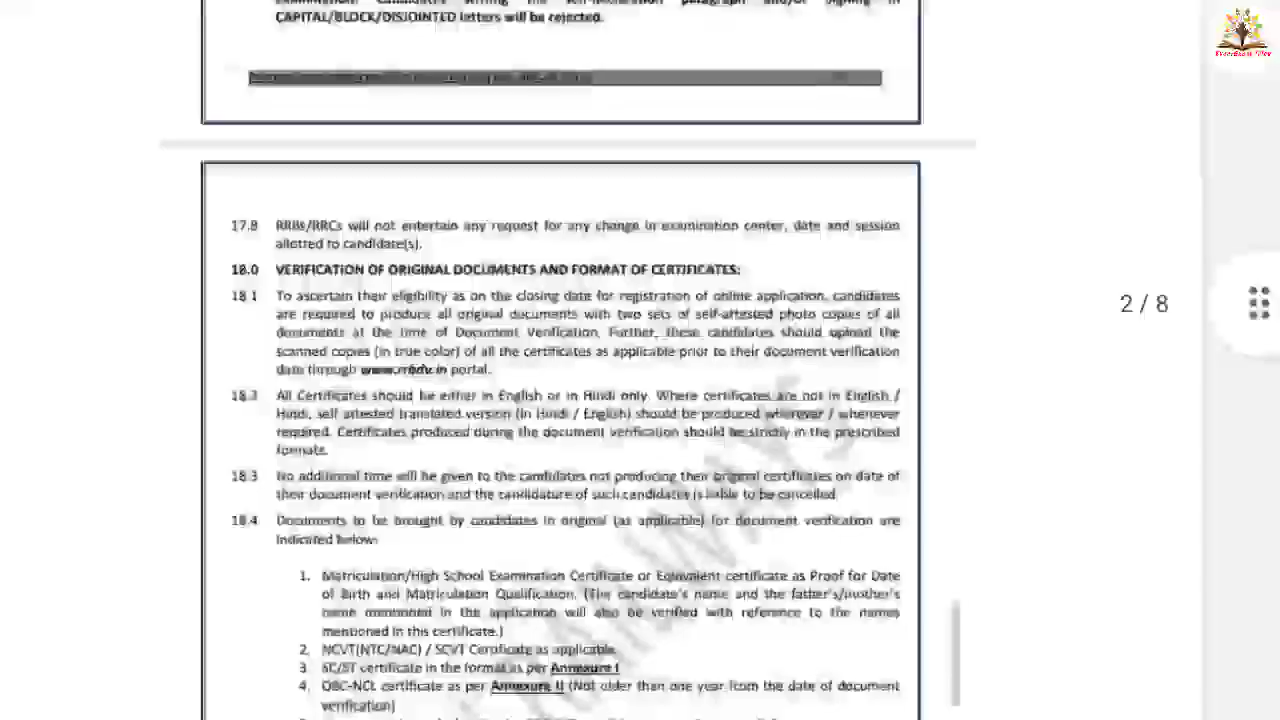 CAPITAL/BLOCK/DISJOINTED letters will be rejected.
17.8 RRBs/RRCs will not entertain any request for any change in examination center, date and session
allotted to candidate(s).
18.0 VERIFICATION OF ORIGINAL DOCUMENTS AND FORMAT OF CERTIFICATES:
18.1 To ascertain their eligibility as on the closing date for registration of online application, candidates
are required to produce all original documents with two sets of self-attested photo copies of all
documents at the time of Document Verification. Further, these candidates should upload the
scanned copies (in true color) of all the certificates as applicable prior to their document verification
date through www.rrbdv.in portal.
18.2 All Certificates should be either in English or in Hindi only. Where certificates are not in English /
Hindi, self attested translated version (in Hindi / English) should be produced wherever / whenever
required. Certificates produced during the document verification should be strictly in the prescribed
formats.
18.3 No additional time will be given to the candidates not producing their original certificates on date of
their document verification and the candidature of such candidates is liable to be cancelled
18.4 Documents to be brought by candidates in original (as applicable) for document verification are
indicated below:
1. Matriculation/High School Examination Certificate or Equivalent certificate as Proof for Date
of Birth and Matriculation Qualification. (The candidate's name and the father's/mother's
name mentioned in the application will also be verified with reference to the names
mentioned in this certificate.)
2. NCVT(NTC/NAC) / SCVT Certificate as applicable.
3. SC/ST certificate in the format as per Annexure I
4. OBC-NCL certificate as per Annexure II (Not older than one year from the date of document
verification)
2 / 8